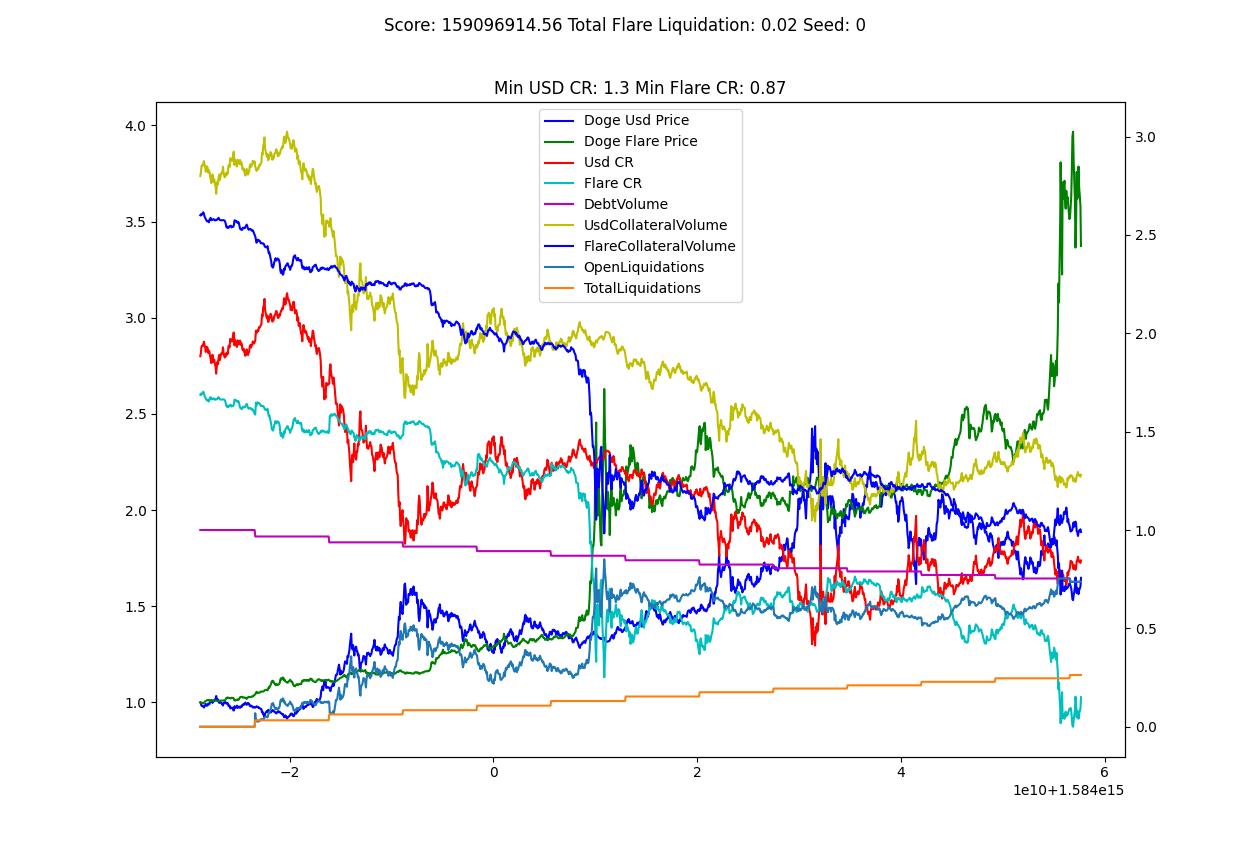 Score: 159096914.56 Total Flare Liquidation: 0.02 Seed: 0
Min USD CR: 1.3 Min Flare CR: 0.87
Doge Usd Price
Doge Flare Price
Usd CR
Flare CR
DebtVolume
UsdCollateralVolume
FlareCollateralVolume
OpenLiquidations
TotalLiquidations
4.0
3.5
3.0
2.5
2.0
1.5
1.0
3.0
2.5
2.0
1.5
1.0
0.5
0.0
−2 0 2 4 6
1e10+1.584e15